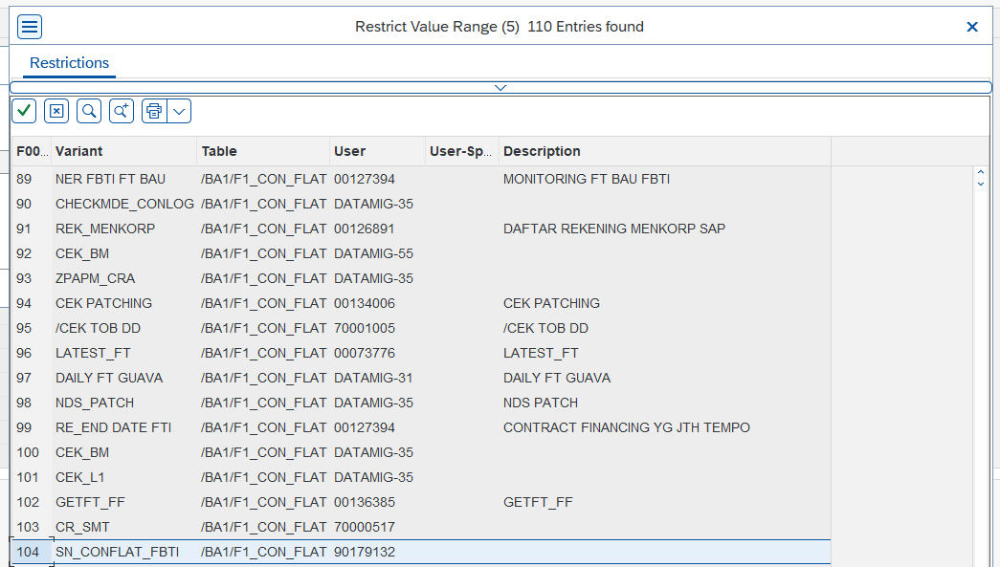 Restrict Value Range (5)  110 Entries found
Restrictions
F00... Variant Table User User-Sp... Description
89 NER FBTI FT BAU /BA1/F1_CON_FLAT 00127394 MONITORING FT BAU FBTI
90 CHECKMDE_CONLOG /BA1/F1_CON_FLAT DATAMIG-35
91 REK_MENKORP /BA1/F1_CON_FLAT 00126891 DAFTAR REKENING MENKORP SAP
92 CEK_BM /BA1/F1_CON_FLAT DATAMIG-55
93 ZPAPM_CRA /BA1/F1_CON_FLAT DATAMIG-35
94 CEK PATCHING /BA1/F1_CON_FLAT 00134006 CEK PATCHING
95 /CEK TOB DD /BA1/F1_CON_FLAT 70001005 /CEK TOB DD
96 LATEST_FT /BA1/F1_CON_FLAT 00073776 LATEST_FT
97 DAILY FT GUAVA /BA1/F1_CON_FLAT DATAMIG-31 DAILY FT GUAVA
98 NDS_PATCH /BA1/F1_CON_FLAT DATAMIG-35 NDS PATCH
99 RE_END DATE FTI /BA1/F1_CON_FLAT 00127394 CONTRACT FINANCING YG JTH TEMPO
100 CEK_BM /BA1/F1_CON_FLAT DATAMIG-35
101 CEK_L1 /BA1/F1_CON_FLAT DATAMIG-35
102 GETFT_FF /BA1/F1_CON_FLAT 00136385 GETFT_FF
103 CR_SMT /BA1/F1_CON_FLAT 70000517
104 SN_CONFLAT_FBTI /BA1/F1_CON_FLAT 90179132